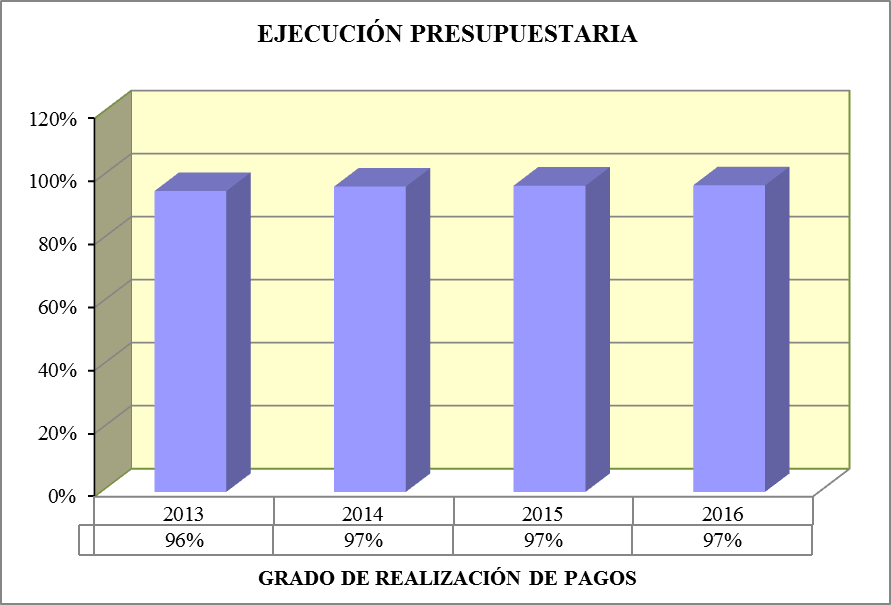 EJECUCIÓN PRESUPUESTARIA
120%
100%
80%
60%
40%
20%
0%
2013 2014 2015 2016
96% 97% 97% 97%
GRADO DE REALIZACIÓN DE PAGOS